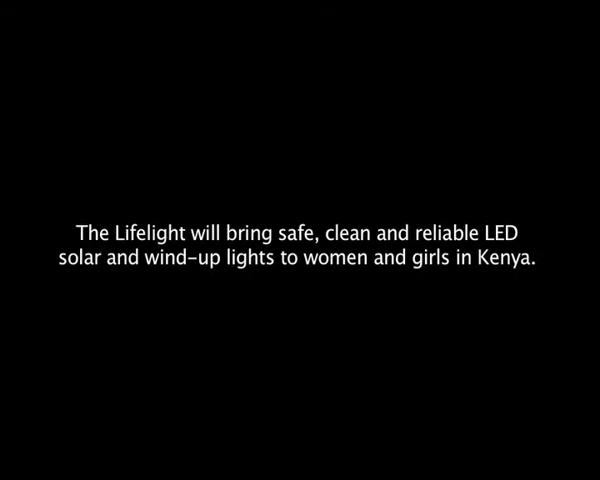 The Lifelight will bring safe, clean and reliable LED
solar and wind-up lights to women and girls in Kenya.